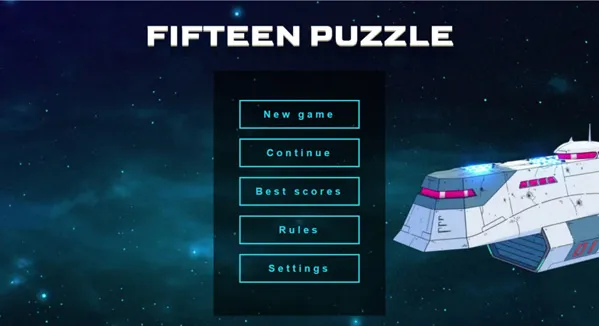 FIFTEEN PUZZLE
New game
Continue
Best scores
Rules
Settings